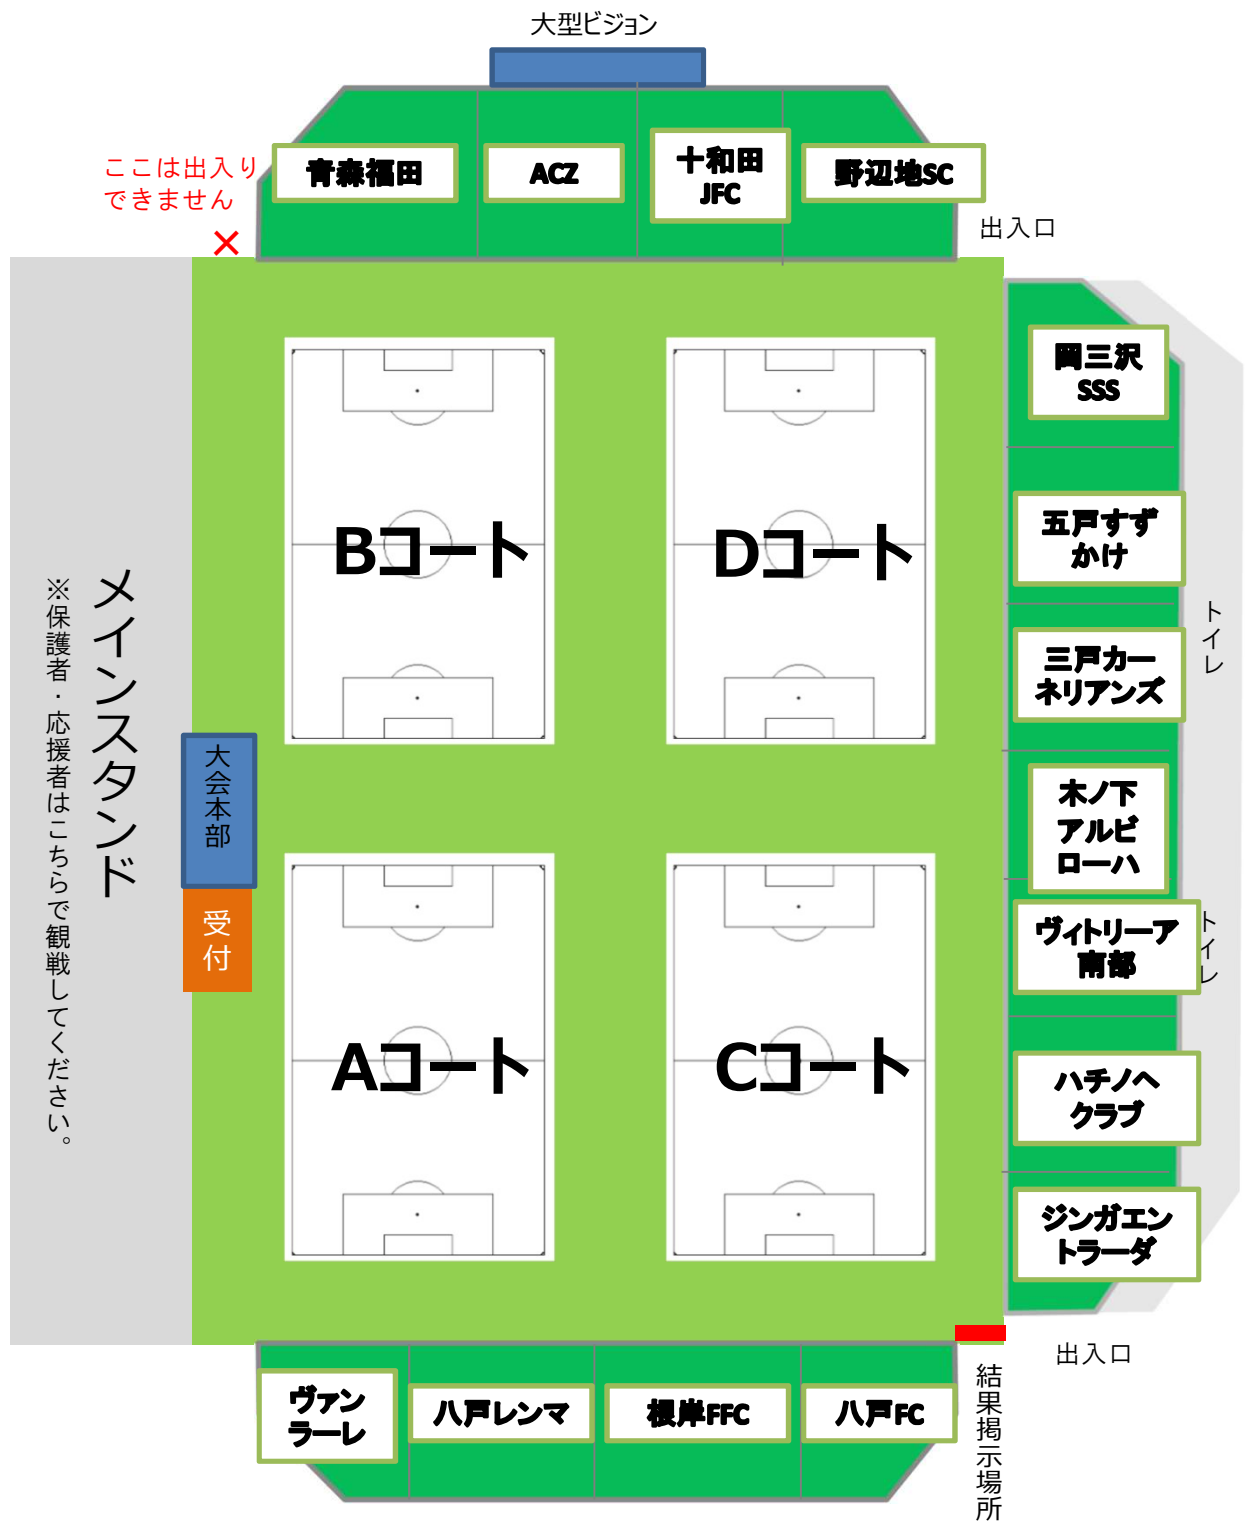 大型ビジョン
ここは出入り
できません
×
青森福田
ACZ
十和田
JFC
野辺地SC
出入口
岡三沢
SSS
五戸すず
かけ
三戸カー
ネリアンズ
木ノ下
アルビ
ローハ
ヴィトリーア
南部
ハチノヘ
クラブ
ジンガエン
トラーダ
トイレ
トイレ
Bコート
Dコート
Aコート
Cコート
メインスタンド
※保護者・応援者はこちらで観戦してください。
大会本部
受付
ヴァン
ラーレ
八戸レンマ
根岸FFC
八戸FC
結果掲示場所
出入口